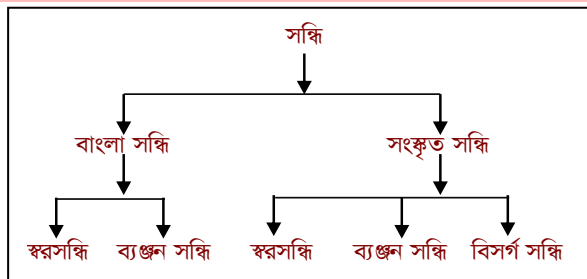 সন্ধি
বাংলা সন্ধি সংস্কৃত সন্ধি
স্বরসন্ধি ব্যঞ্জন সন্ধি স্বরসন্ধি ব্যঞ্জন সন্ধি বিসর্গ সন্ধি